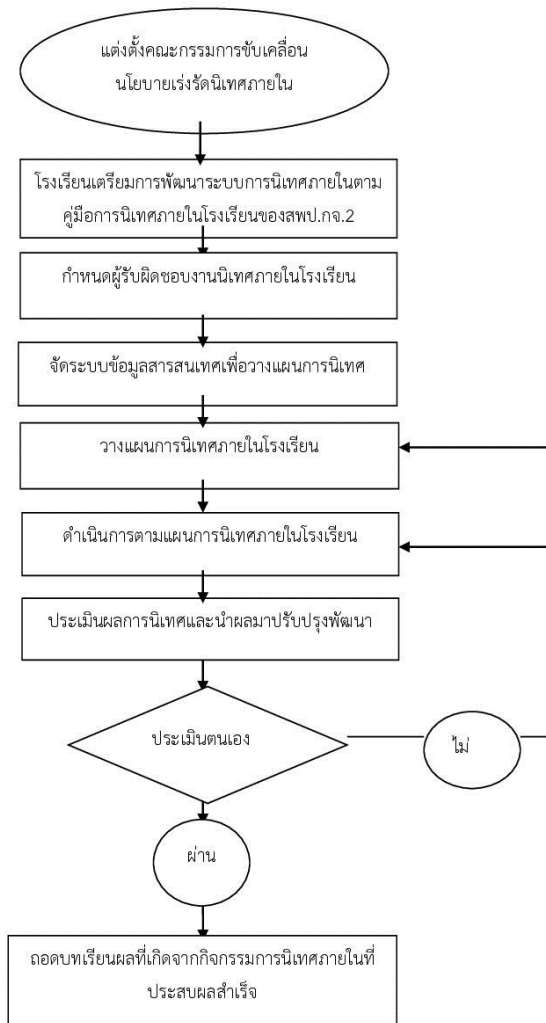 แต่งตั้งคณะกรรมการขับเคลื่อน
นโยบายเร่งรัดนิเทศภายใน
โรงเรียนเตรียมการพัฒนาระบบการนิเทศภายในตาม
คู่มือการนิเทศภายในโรงเรียนของสพป.กจ.2
กำหนดผู้รับผิดชอบงานนิเทศภายในโรงเรียน
จัดระบบข้อมูลสารสนเทศเพื่อวางแผนการนิเทศ
วางแผนการนิเทศภายในโรงเรียน
ดำเนินการตามแผนการนิเทศภายในโรงเรียน
ประเมินผลการนิเทศและนำผลมาปรับปรุงพัฒนา
ประเมินตนเอง
ไม่
ผ่าน
ถอดบทเรียนผลที่เกิดจากกิจกรรมการนิเทศภายในที่
ประสบผลสำเร็จ